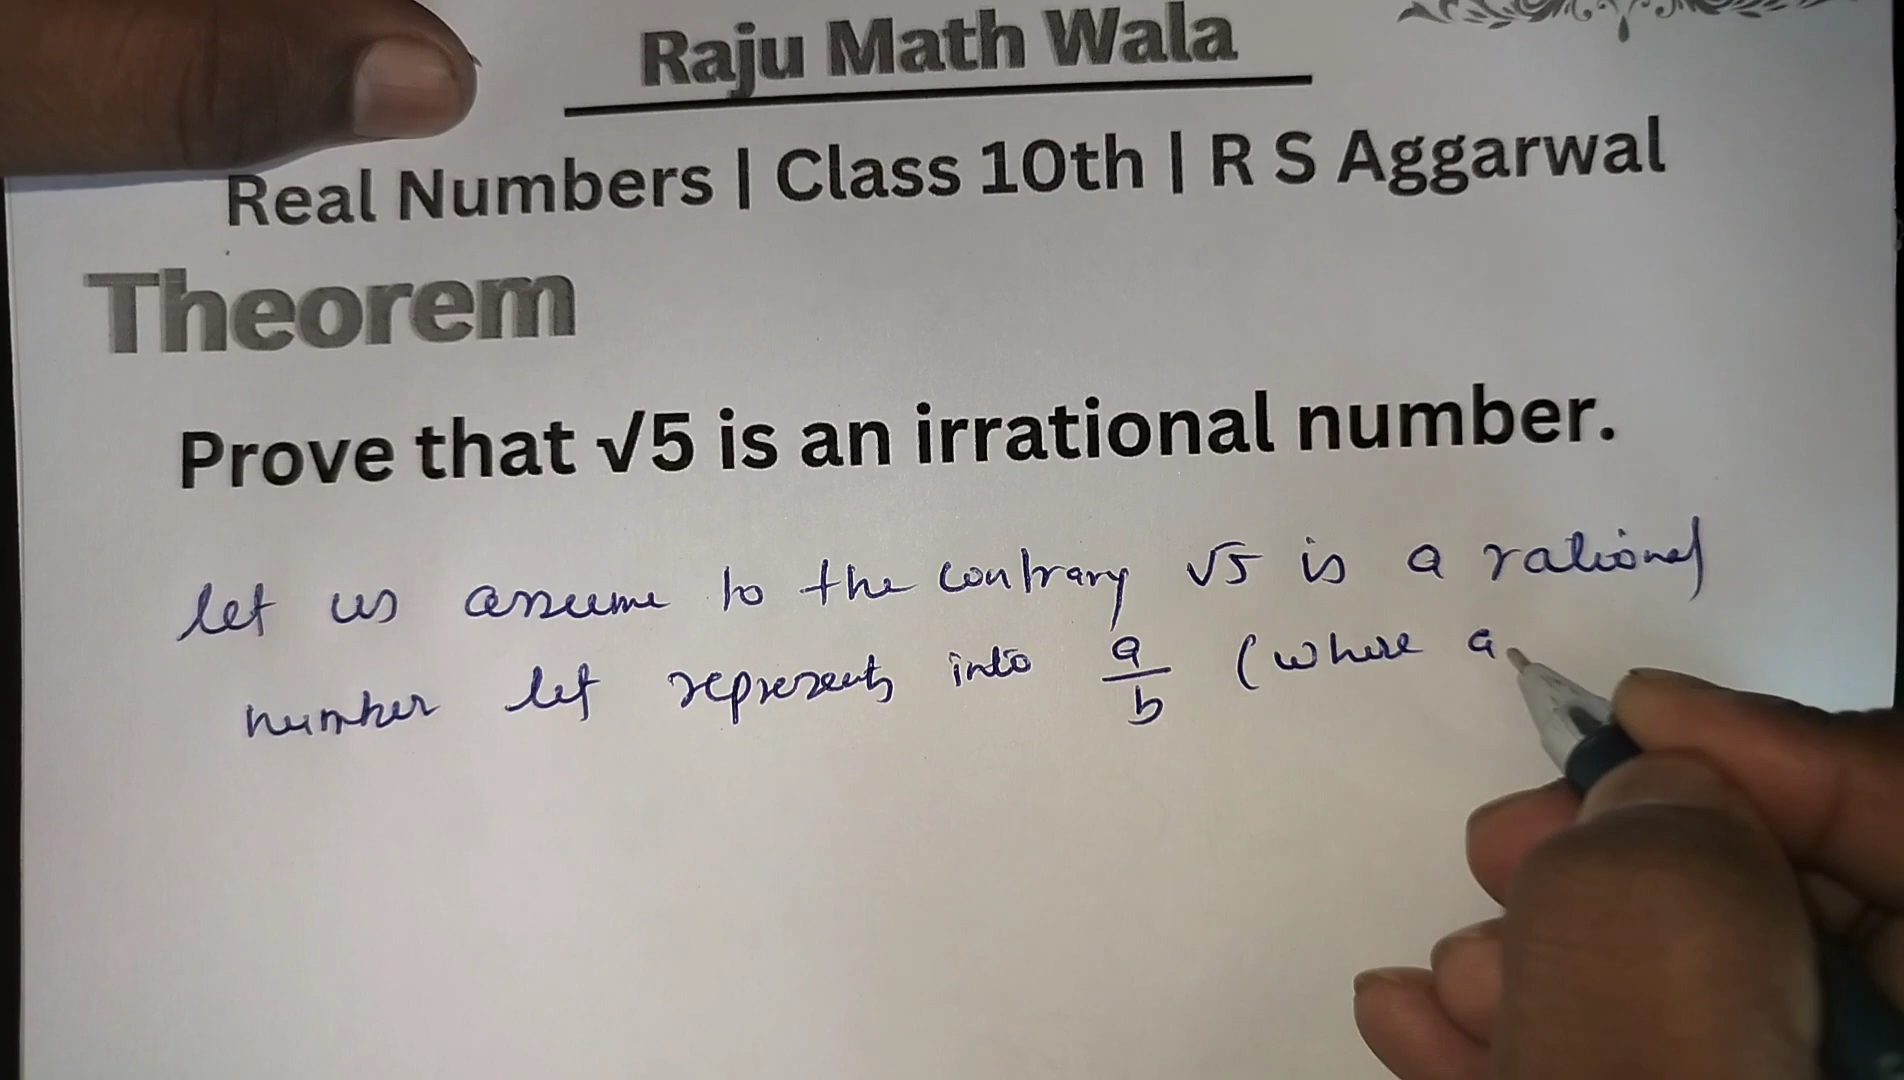 Raju Math Wala
Real Numbers | Class 10th | R S Aggarwal
Theorem
Prove that √5 is an irrational number.
let us assume to the contrary √5 is a rational
number let represents into a/b (where a